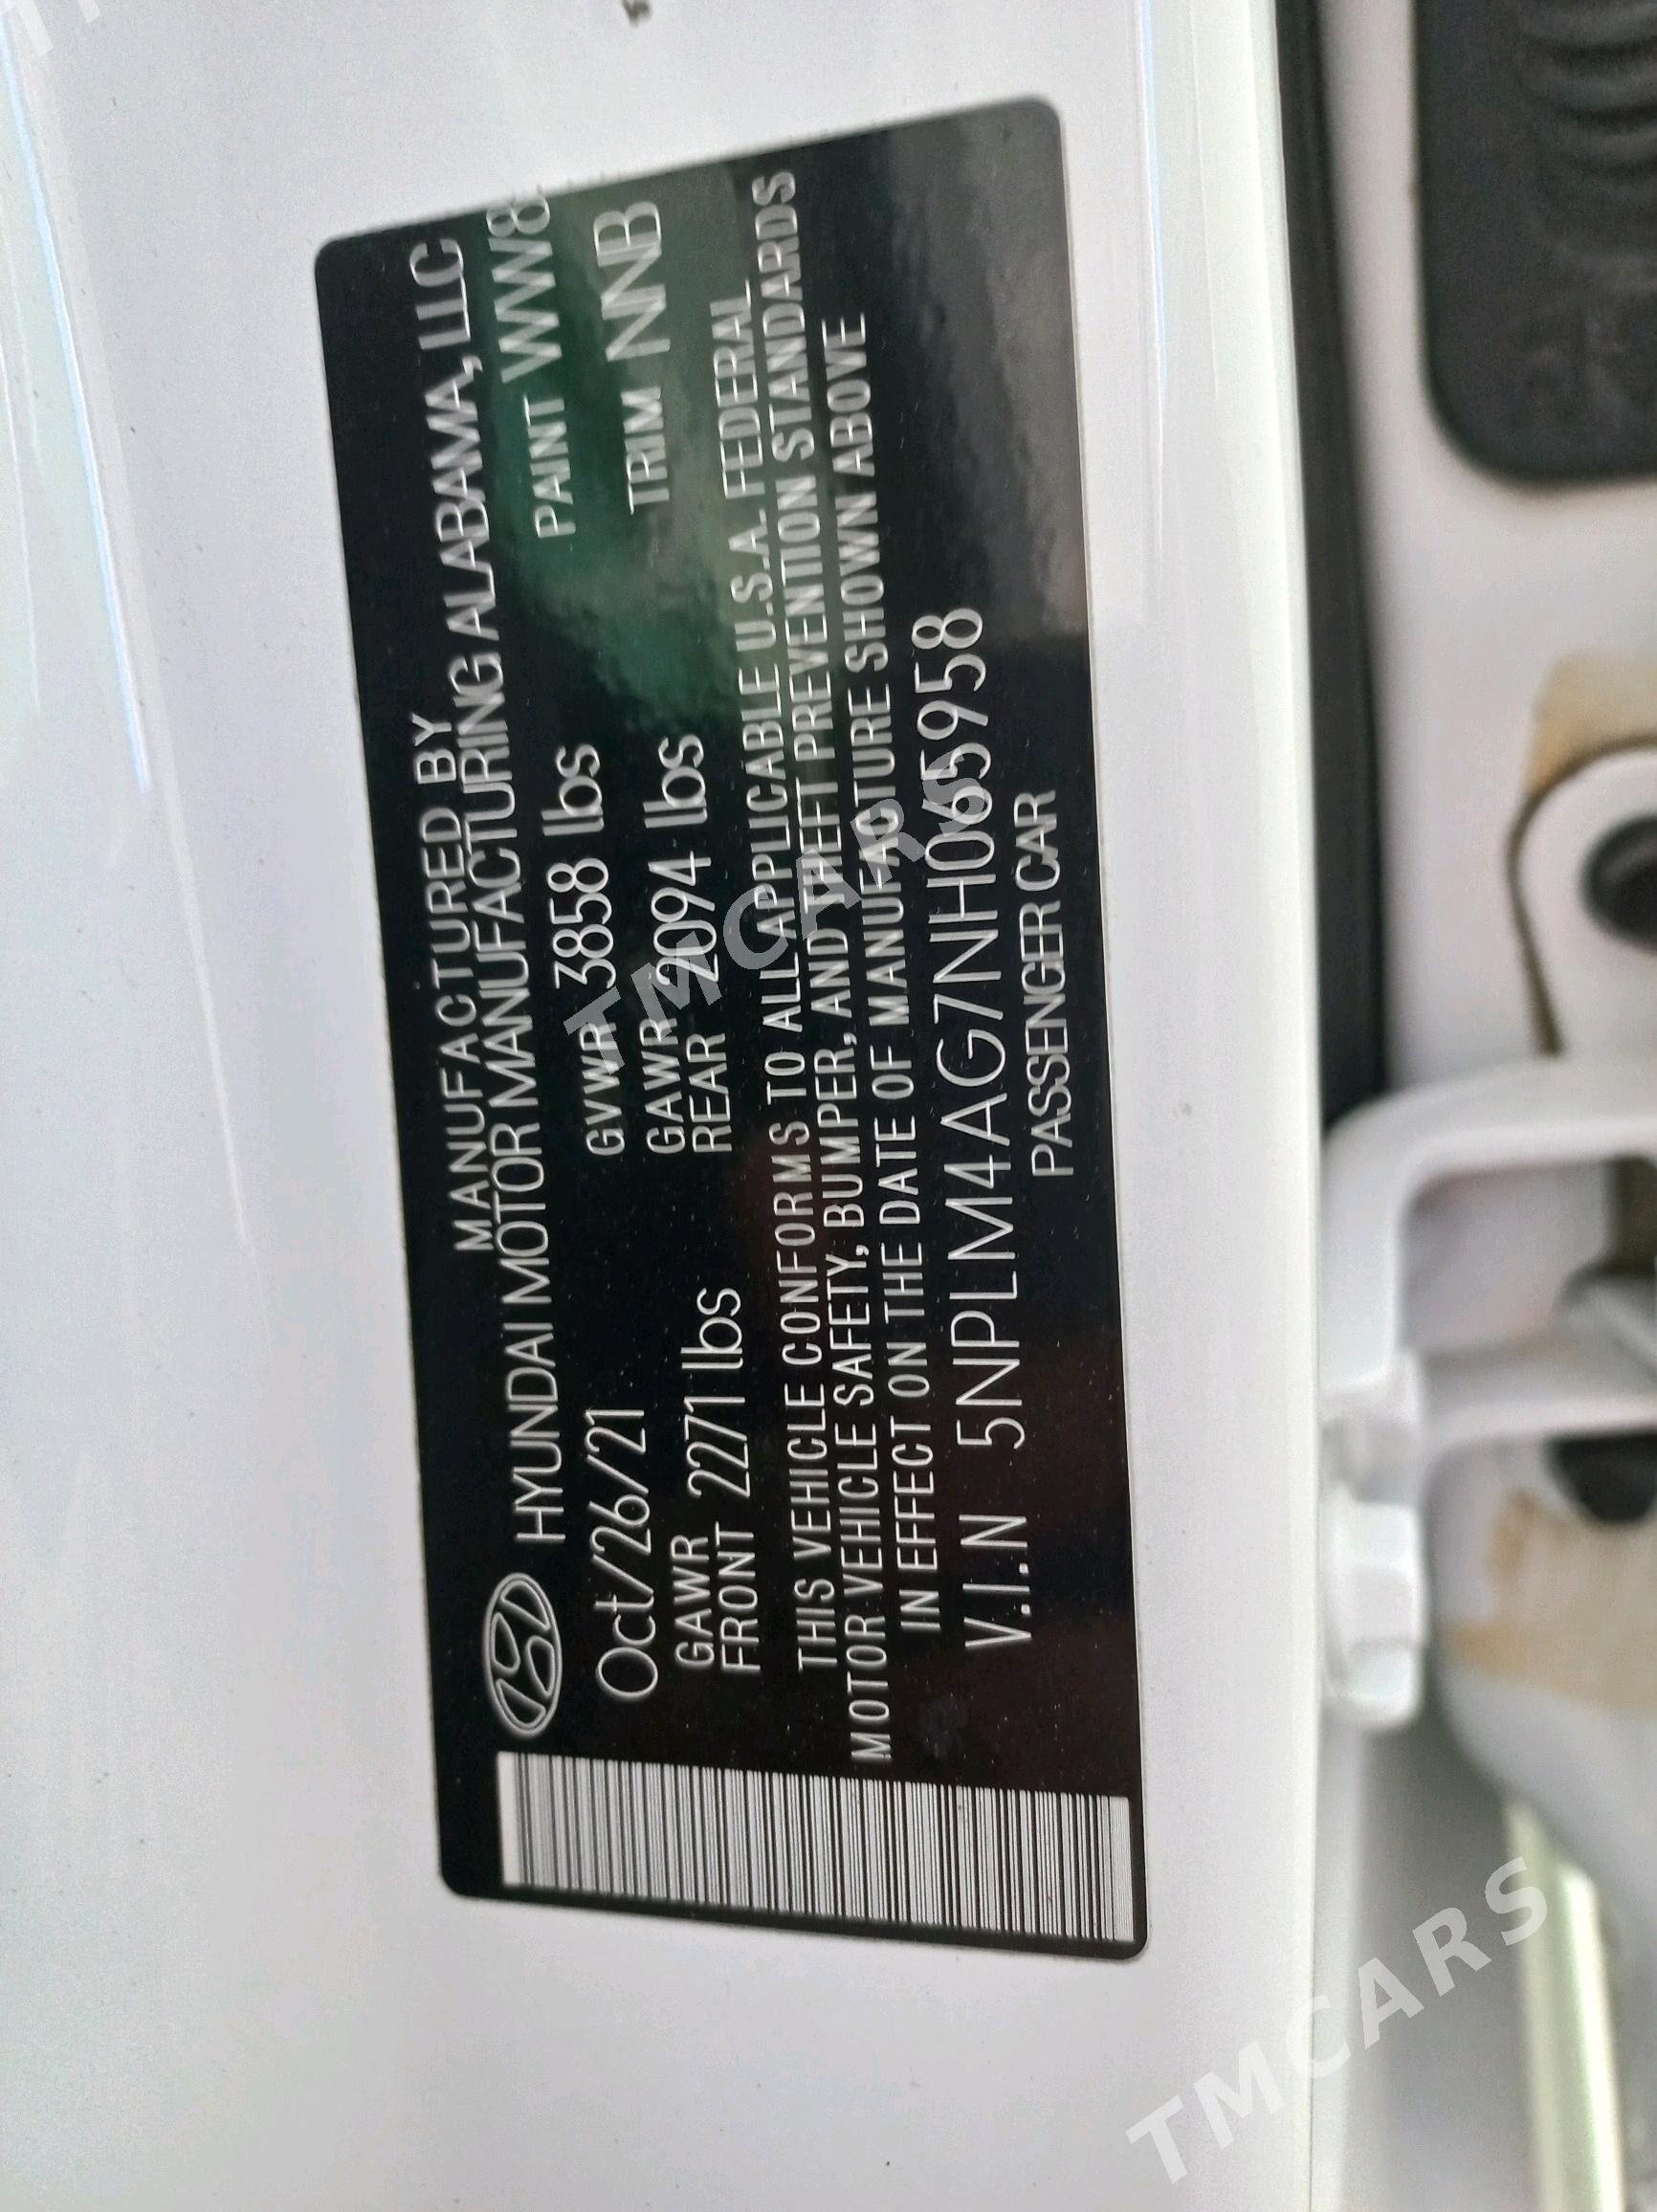 MANUFACTURED BY
HYUNDAI MOTOR MANUFACTURING ALABAMA, LLC
Oct/26/21 GVWR 3858 lbs PAINT WW8
GAWR FRONT 2271 lbs GAWR REAR 2094 lbs TRIM NNB
THIS VEHICLE CONFORMS TO ALL APPLICABLE U.S.A. FEDERAL
MOTOR VEHICLE SAFETY, BUMPER, AND THEFT PREVENTION STANDARDS
IN EFFECT ON THE DATE OF MANUFACTURE SHOWN ABOVE
V.I.N 5NPLM4AG7NH065958
PASSENGER CAR
TMCARS
TMCARS